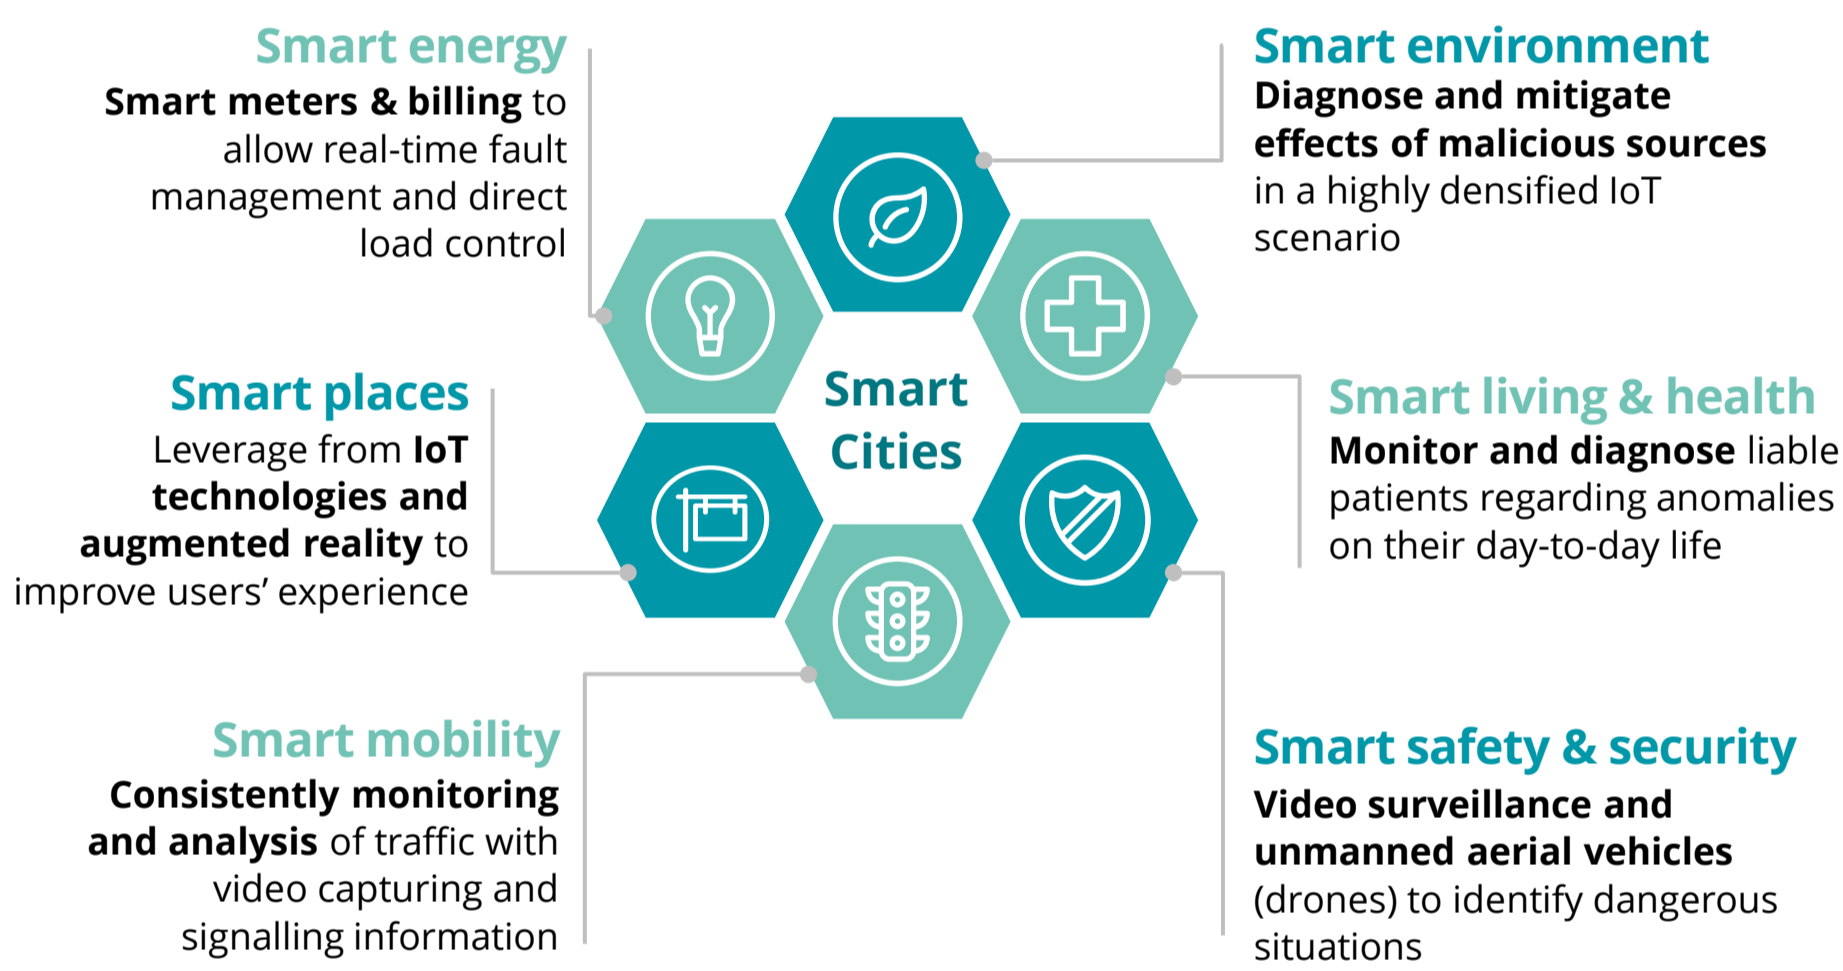 Smart energy
Smart meters & billing to
allow real-time fault
management and direct
load control
Smart environment
Diagnose and mitigate
effects of malicious sources
in a highly densified IoT
scenario
Smart places
Leverage from IoT
technologies and
augmented reality to
improve users’ experience
Smart
Cities
Smart living & health
Monitor and diagnose liable
patients regarding anomalies
on their day-to-day life
Smart mobility
Consistently monitoring
and analysis of traffic with
video capturing and
signalling information
Smart safety & security
Video surveillance and
unmanned aerial vehicles
(drones) to identify dangerous
situations